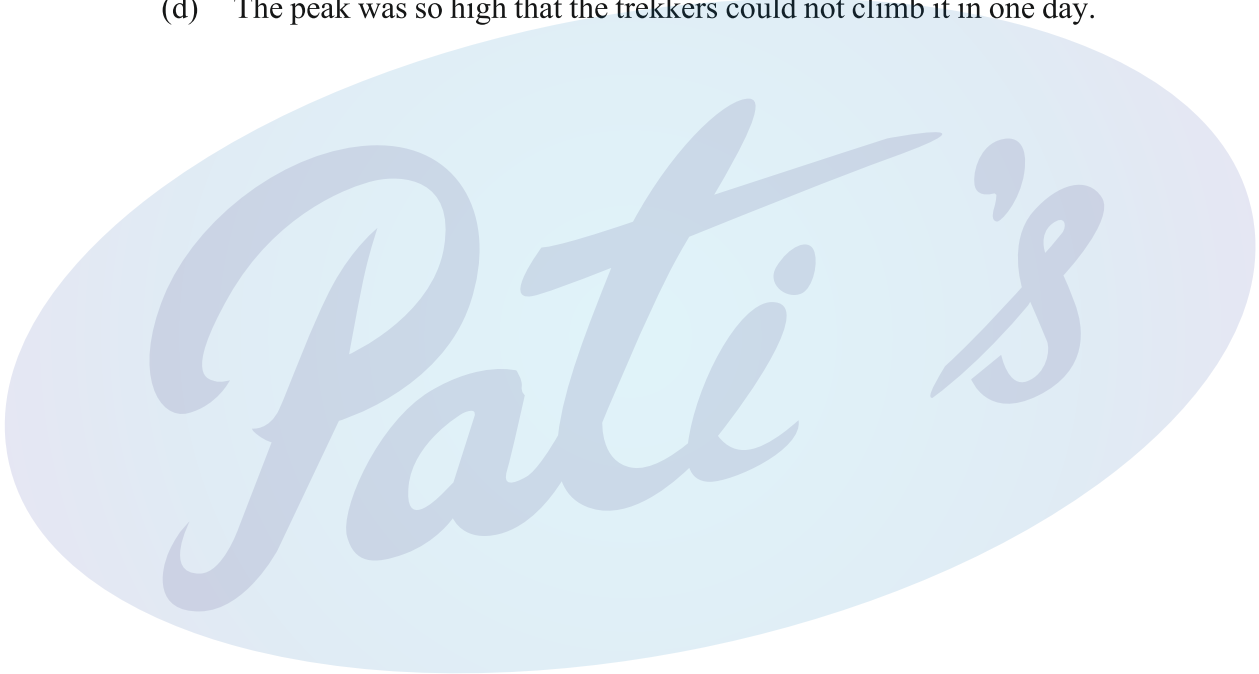 (d) The peak was so high that the trekkers could not climb it in one day.
Pati's